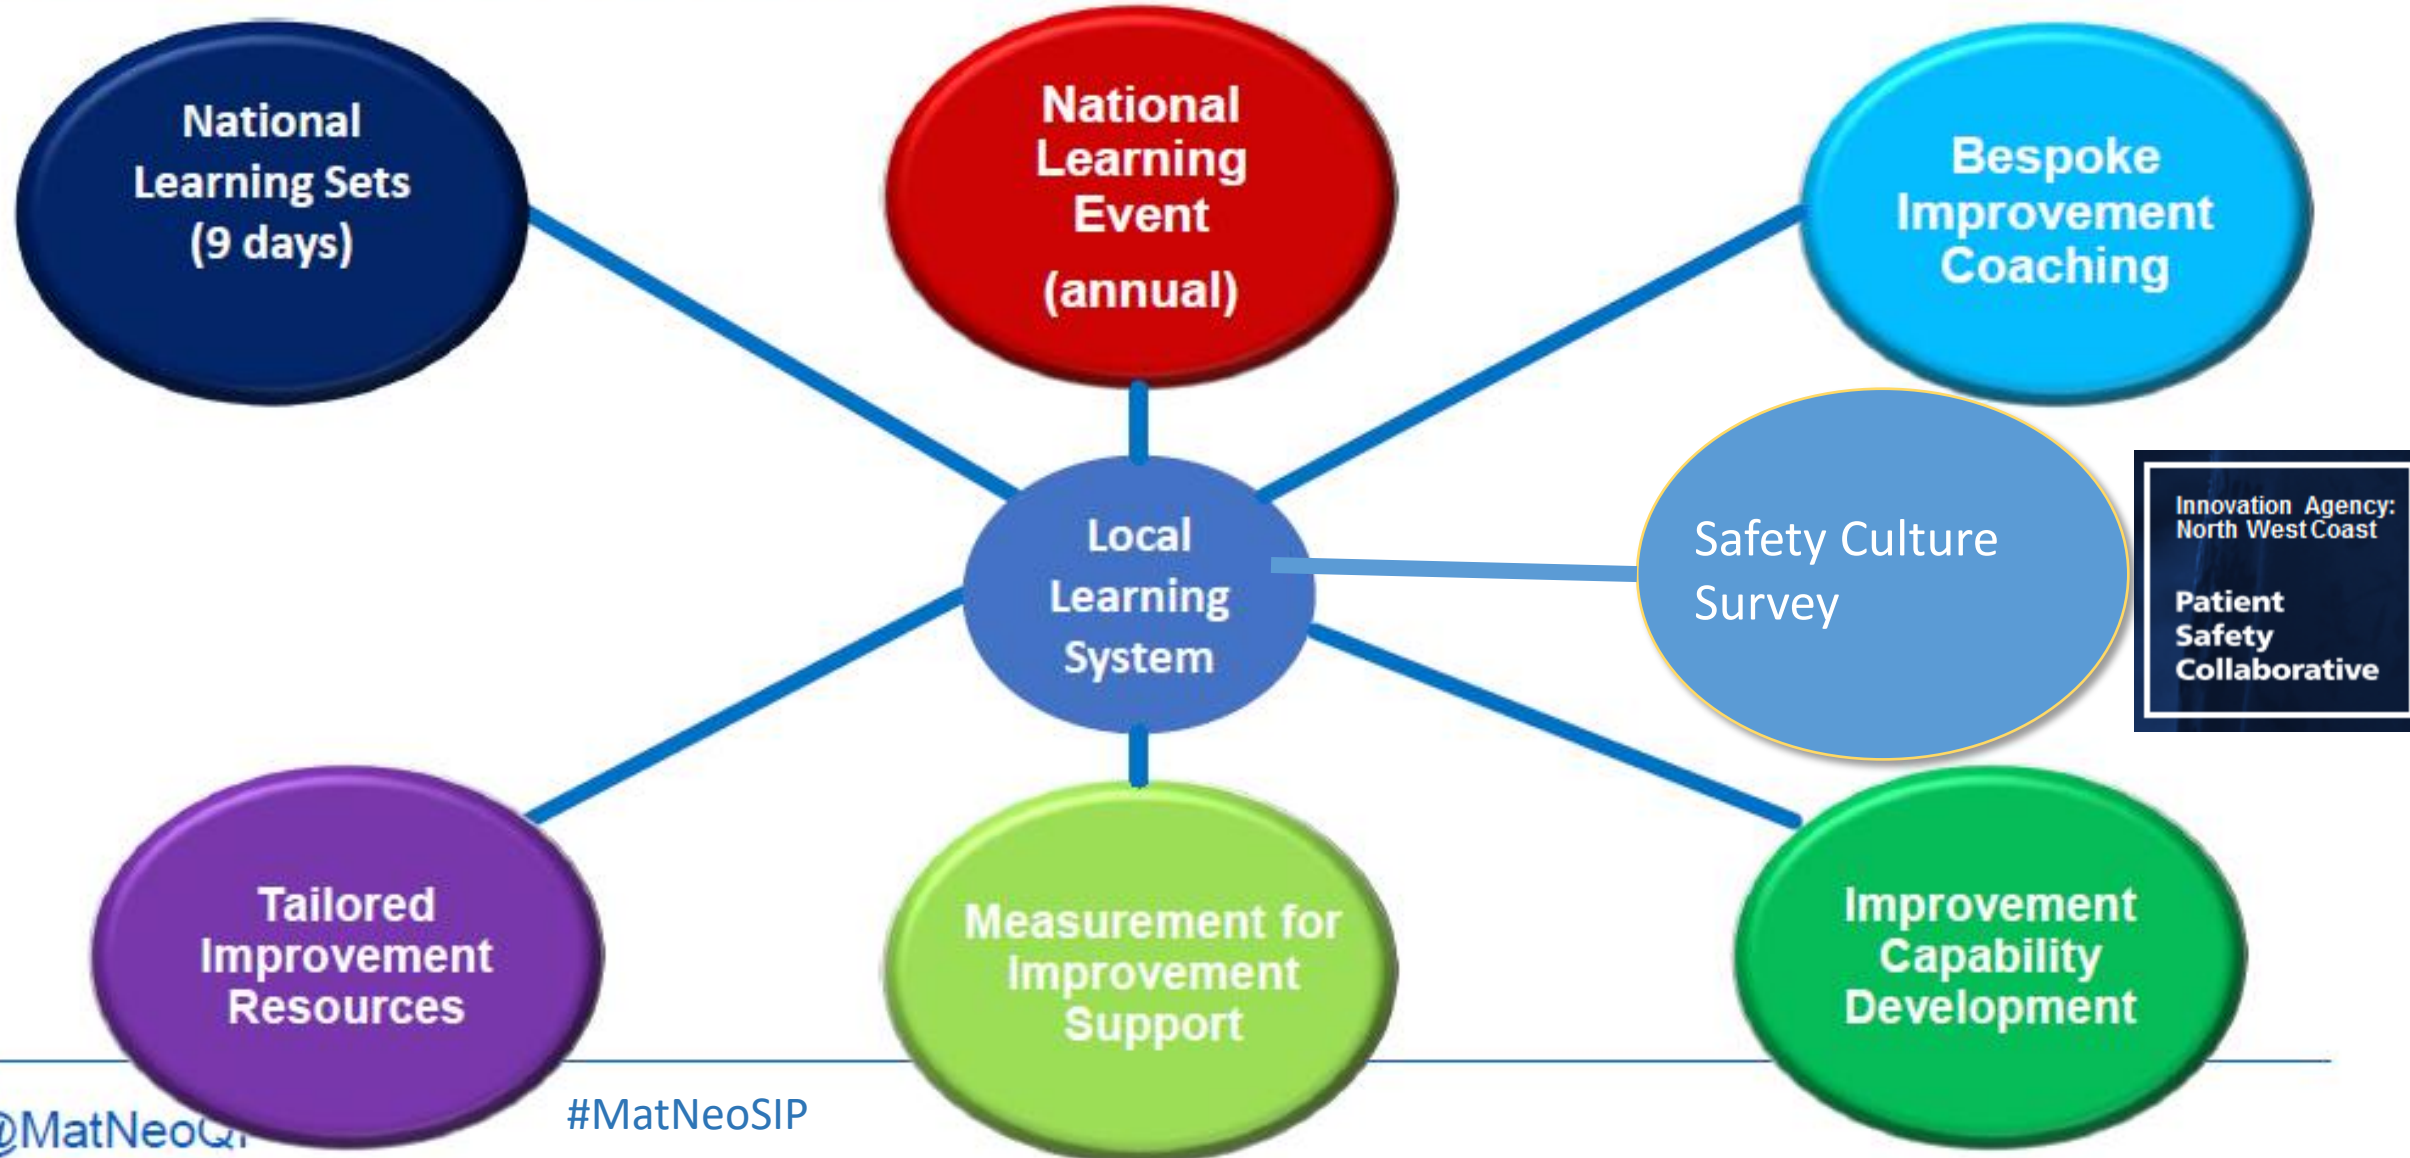 National
Learning Sets
(9 days)
National
Learning
Event
(annual)
Bespoke
Improvement
Coaching
Local
Learning
System
Safety Culture
Survey
Innovation Agency:
North West Coast
Patient
Safety
Collaborative
Tailored
Improvement
Resources
Measurement for
Improvement
Support
Improvement
Capability
Development
#MatNeoSIP